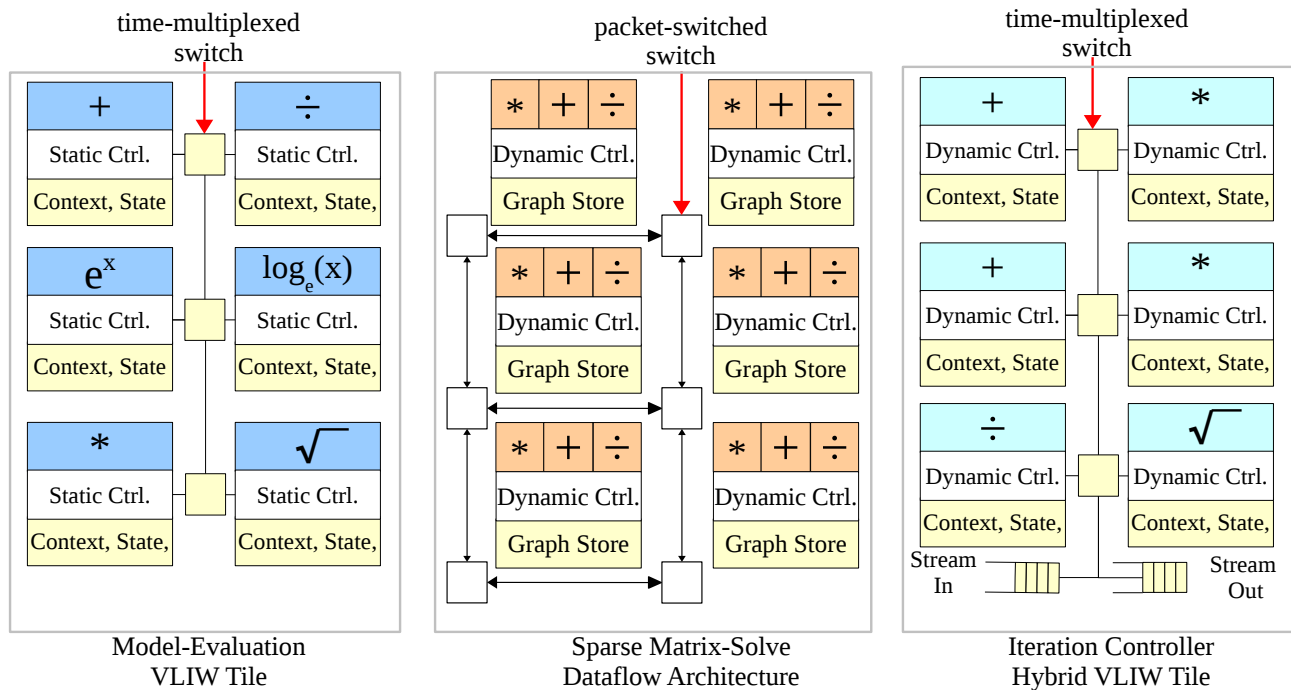 time-multiplexed
switch
+ ÷
Static Ctrl. Static Ctrl.
Context, State Context, State,
e^x log_e(x)
Static Ctrl. Static Ctrl.
Context, State Context, State,
* √
Static Ctrl. Static Ctrl.
Context, State, Context, State,
Model-Evaluation
VLIW Tile
packet-switched
switch
* + ÷ * + ÷
Dynamic Ctrl. Dynamic Ctrl.
Graph Store Graph Store
* + ÷ * + ÷
Dynamic Ctrl. Dynamic Ctrl.
Graph Store Graph Store
* + ÷ * + ÷
Dynamic Ctrl. Dynamic Ctrl.
Graph Store Graph Store
Sparse Matrix-Solve
Dataflow Architecture
time-multiplexed
switch
+ *
Dynamic Ctrl. Dynamic Ctrl.
Context, State Context, State,
+ *
Dynamic Ctrl. Dynamic Ctrl.
Context, State Context, State,
÷ √
Dynamic Ctrl. Dynamic Ctrl.
Context, State, Context, State,
Stream
In
Stream
Out
Iteration Controller
Hybrid VLIW Tile